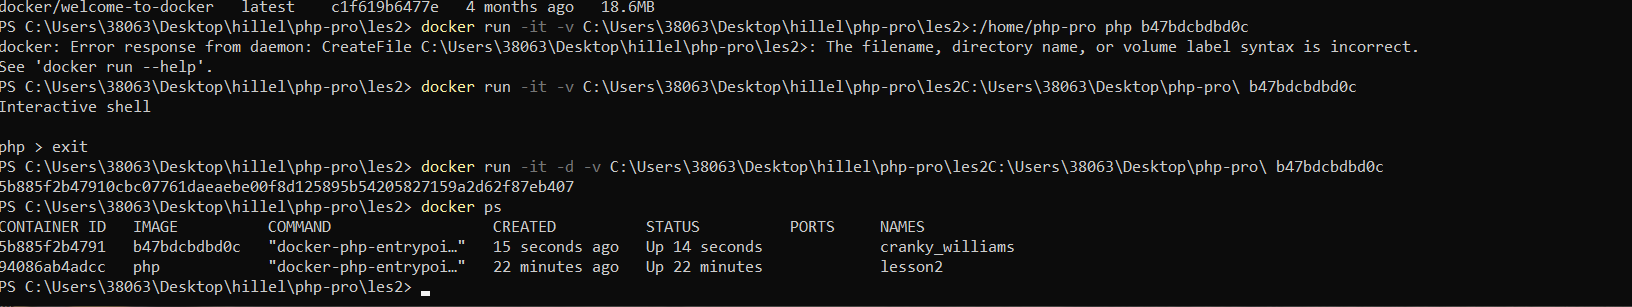 docker/welcome-to-docker   latest    c1f619b6477e   4 months ago   18.6MB
PS C:\Users\38063\Desktop\hillel\php-pro\les2> docker run -it -v C:\Users\38063\Desktop\hillel\php-pro\les2>:/home/php-pro php b47bdcbdbd0c
docker: Error response from daemon: CreateFile C:\Users\38063\Desktop\hillel\php-pro\les2>: The filename, directory name, or volume label syntax is incorrect.
See 'docker run --help'.
PS C:\Users\38063\Desktop\hillel\php-pro\les2> docker run -it -v C:\Users\38063\Desktop\hillel\php-pro\les2C:\Users\38063\Desktop\php-pro\ b47bdcbdbd0c
Interactive shell
php > exit
PS C:\Users\38063\Desktop\hillel\php-pro\les2> docker run -it -d -v C:\Users\38063\Desktop\hillel\php-pro\les2C:\Users\38063\Desktop\php-pro\ b47bdcbdbd0c
5b885f2b47910cbc07761daeaebe00f8d125895b54205827159a2d62f87eb407
PS C:\Users\38063\Desktop\hillel\php-pro\les2> docker ps
CONTAINER ID   IMAGE          COMMAND                  CREATED          STATUS          PORTS     NAMES
5b885f2b4791   b47bdcbdbd0c   "docker-php-entrypoi…"   15 seconds ago   Up 14 seconds             cranky_williams
94086ab4adcc   php            "docker-php-entrypoi…"   22 minutes ago   Up 22 minutes             lesson2
PS C:\Users\38063\Desktop\hillel\php-pro\les2>